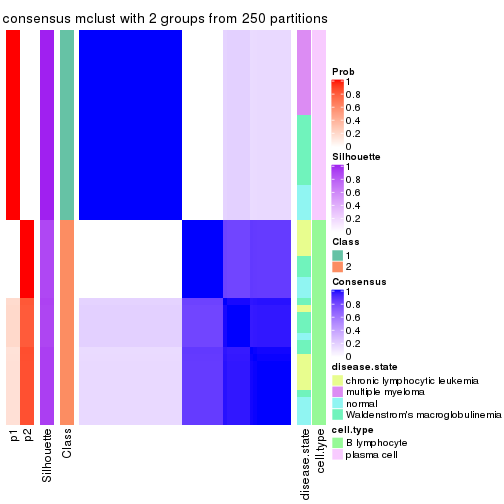 consensus mclust with 2 groups from 250 partitions
Prob
1
0.8
0.6
0.4
0.2
0
Silhouette
1
0.8
0.6
0.4
0.2
0
Class
1
2
Consensus
1
0.8
0.6
0.4
0.2
0
disease.state
chronic lymphocytic leukemia
multiple myeloma
normal
Waldenstrom's macroglobulinemia
cell.type
B lymphocyte
plasma cell
p1
p2
Silhouette
Class
disease.state
cell.type